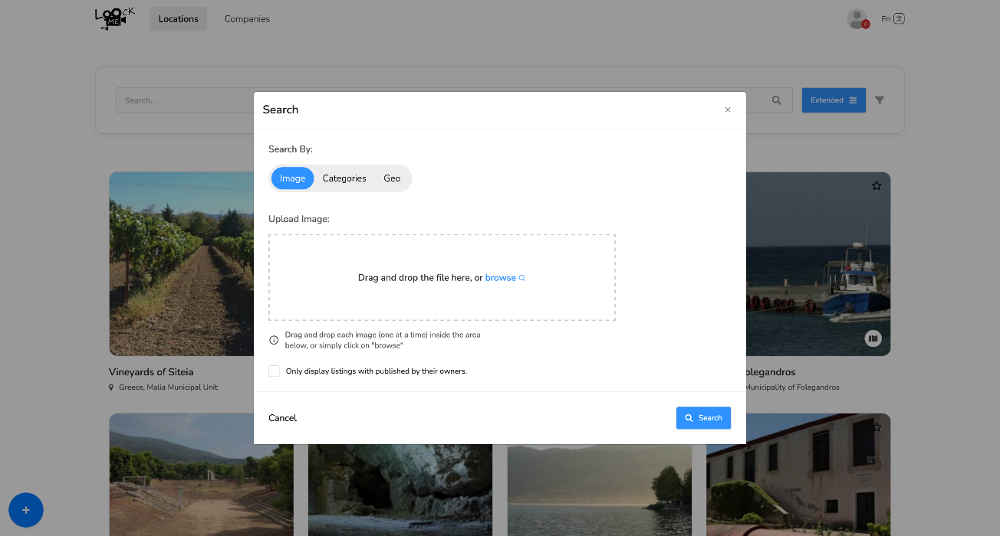 LOOCK
ME
Locations
Companies
0
En
Search...
Extended
Search
Search By:
Image
Categories
Geo
Upload Image:
Drag and drop the file here, or browse
Drag and drop each image (one at a time) inside the area
below, or simply click on "browse"
Only display listings with published by their owners.
Cancel
Search
Vineyards of Siteia
Greece, Malia Municipal Unit
olegandros
Municipality of Folegandros
+